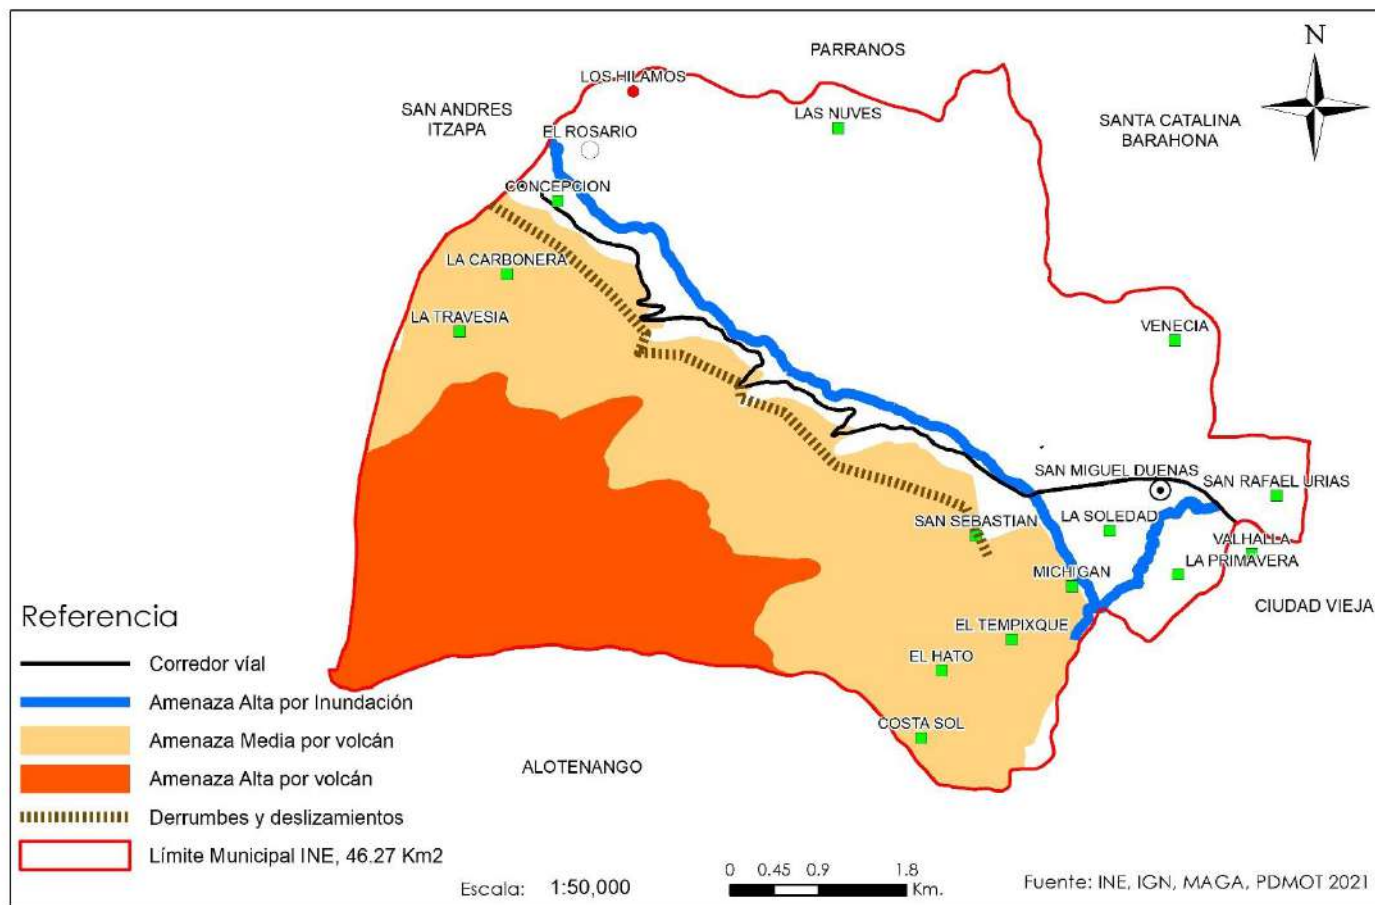 PARRANOS
N
LOS HILAMOS
SAN ANDRES
ITZAPA
LAS NUVES
SANTA CATALINA
BARAHONA
EL ROSARIO
CONCEPCION
LA CARBONERA
LA TRAVESIA
VENECIA
SAN MIGUEL DUENAS
SAN RAFAEL URIAS
SAN SEBASTIAN
LA SOLEDAD
VALHALLA
LA PRIMAVERA
MICHIGAN
CIUDAD VIEJA
EL TEMPIXQUE
EL HATO
COSTA SOL
ALOTENANGO
Referencia
Corredor víal
Amenaza Alta por Inundación
Amenaza Media por volcán
Amenaza Alta por volcán
Derrumbes y deslizamientos
Límite Municipal INE, 46.27 Km2
Escala: 1:50,000
0 0.45 0.9 1.8
Km.
Fuente: INE, IGN, MAGA, PDMOT 2021